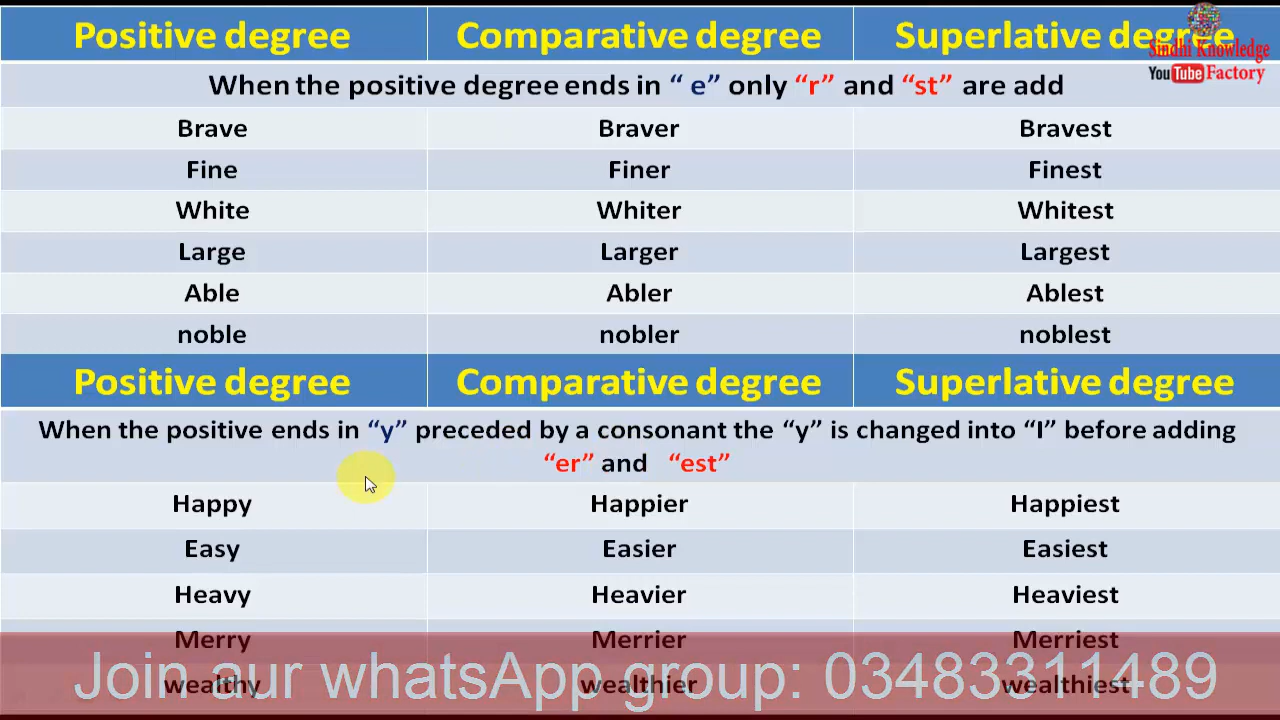 Positive degree Comparative degree Superlative degree
Sindhi Knowledge
YouTube Factory
When the positive degree ends in “ e” only “r” and “st” are add
Brave Braver Bravest
Fine Finer Finest
White Whiter Whitest
Large Larger Largest
Able Abler Ablest
noble nobler noblest
Positive degree Comparative degree Superlative degree
When the positive ends in “y” preceded by a consonant the “y” is changed into “I” before adding
“er” and “est”
Happy Happier Happiest
Easy Easier Easiest
Heavy Heavier Heaviest
Merry Merrier Merriest
wealthy wealthier wealthiest
Join aur whatsApp group: 03483311489